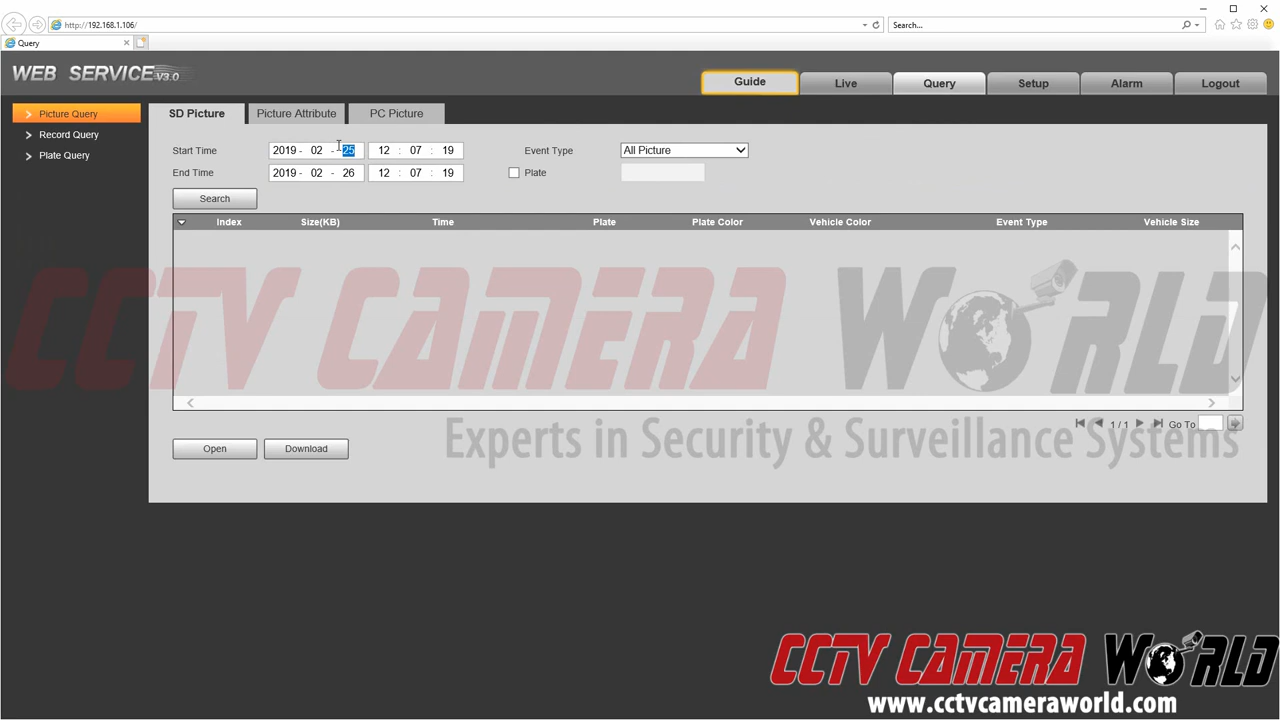 http://192.168.1.106/
Search...
Query
WEB SERVICE V3.0
Guide
Live
Query
Setup
Alarm
Logout
Picture Query
Record Query
Plate Query
SD Picture
Picture Attribute
PC Picture
Start Time
2019 - 02 - 25
12 : 07 : 19
Event Type
All Picture
End Time
2019 - 02 - 26
12 : 07 : 19
Plate
Search
Index
Size(KB)
Time
Plate
Plate Color
Vehicle Color
Event Type
Vehicle Size
CCTV CAMERA WORLD
Experts in Security & Surveillance Systems
1 / 1
Go To
Open
Download
CCTV CAMERA WORLD
www.cctvcameraworld.com